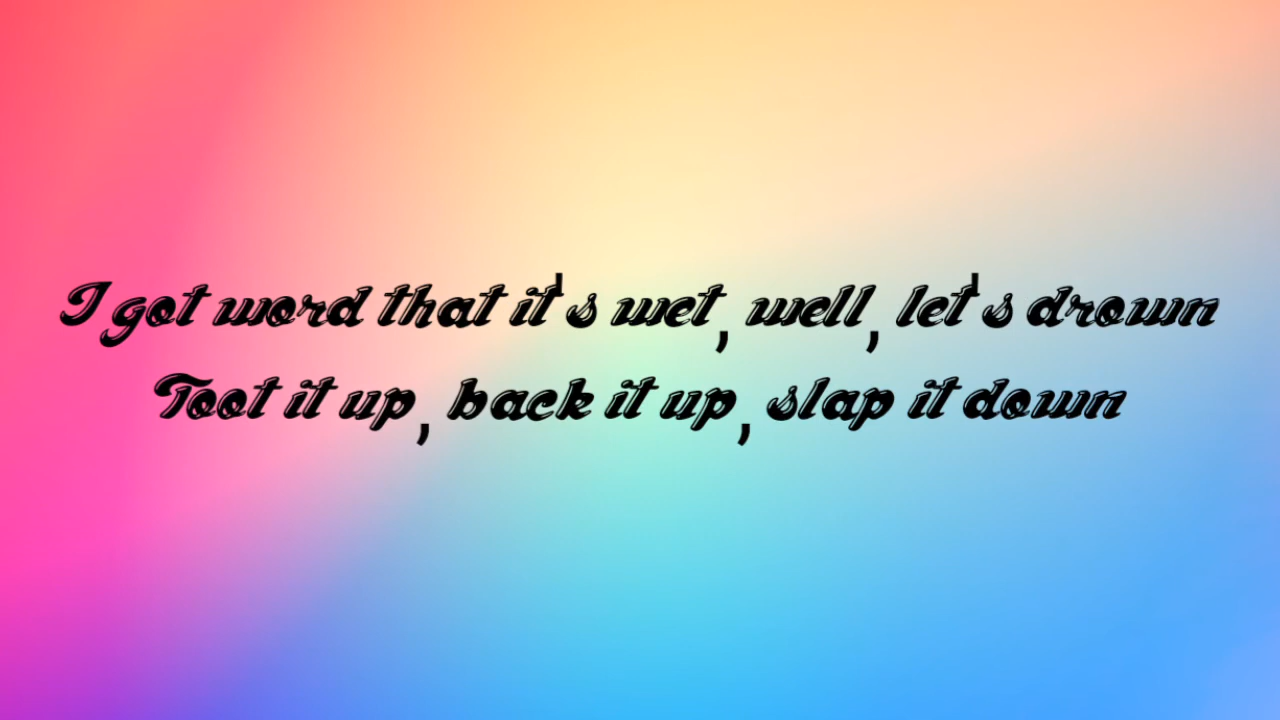 I got word that it's wet, well, let's drown
Toot it up, back it up, slap it down